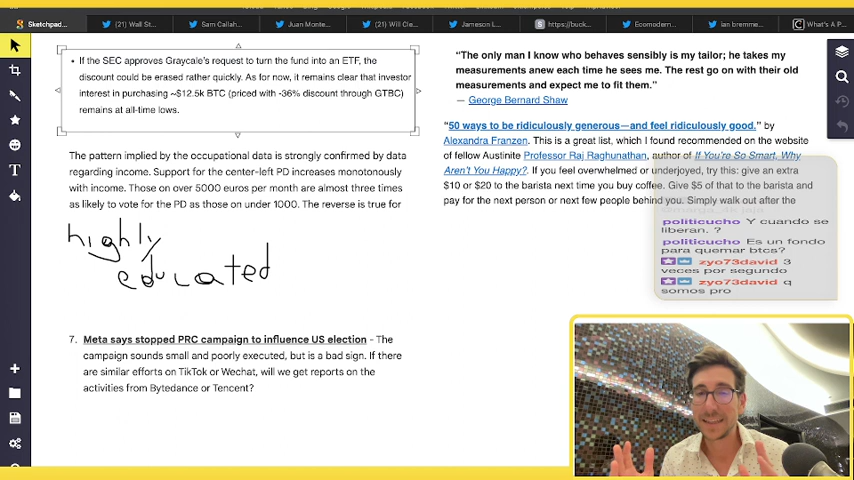 Sketchpad...
(21) Wall St...
Sam Callah...
Juan Monte...
(21) Will Cle...
Jameson L...
https://buck...
Ecomodern...
Ian bremme...
What's A P...
• If the SEC approves Graycale's request to turn the fund into an ETF, the
discount could be erased rather quickly. As for now, it remains clear that investor
interest in purchasing ~$12.5k BTC (priced with -36% discount through GTBC)
remains at all-time lows.
The pattern implied by the occupational data is strongly confirmed by data
regarding income. Support for the center-left PD increases monotonously
with income. Those on over 5000 euros per month are almost three times
as likely to vote for the PD as those on under 1000. The reverse is true for
highly
educated
7. Meta says stopped PRC campaign to influence US election - The
campaign sounds small and poorly executed, but is a bad sign. If there
are similar efforts on TikTok or Wechat, will we get reports on the
activities from Bytedance or Tencent?
“The only man I know who behaves sensibly is my tailor; he takes my
measurements anew each time he sees me. The rest go on with their old
measurements and expect me to fit them.”
— George Bernard Shaw
“50 ways to be ridiculously generous—and feel ridiculously good.” by
Alexandra Franzen. This is a great list, which I found recommended on the website
of fellow Austinite Professor Raj Raghunathan, author of If You're So Smart, Why
Aren't You Happy?. If you feel overwhelmed or underjoyed, try this: give an extra
$10 or $20 to the barista next time you buy coffee. Give $5 of that to the barista and
pay for the next person or next few people behind you. Simply walk out after the
politicucho Y cuando se
liberan. ?
politicucho Es un fondo
para quemar btcs?
zyo73david 3
veces por segundo
zyo73david q
somos pro